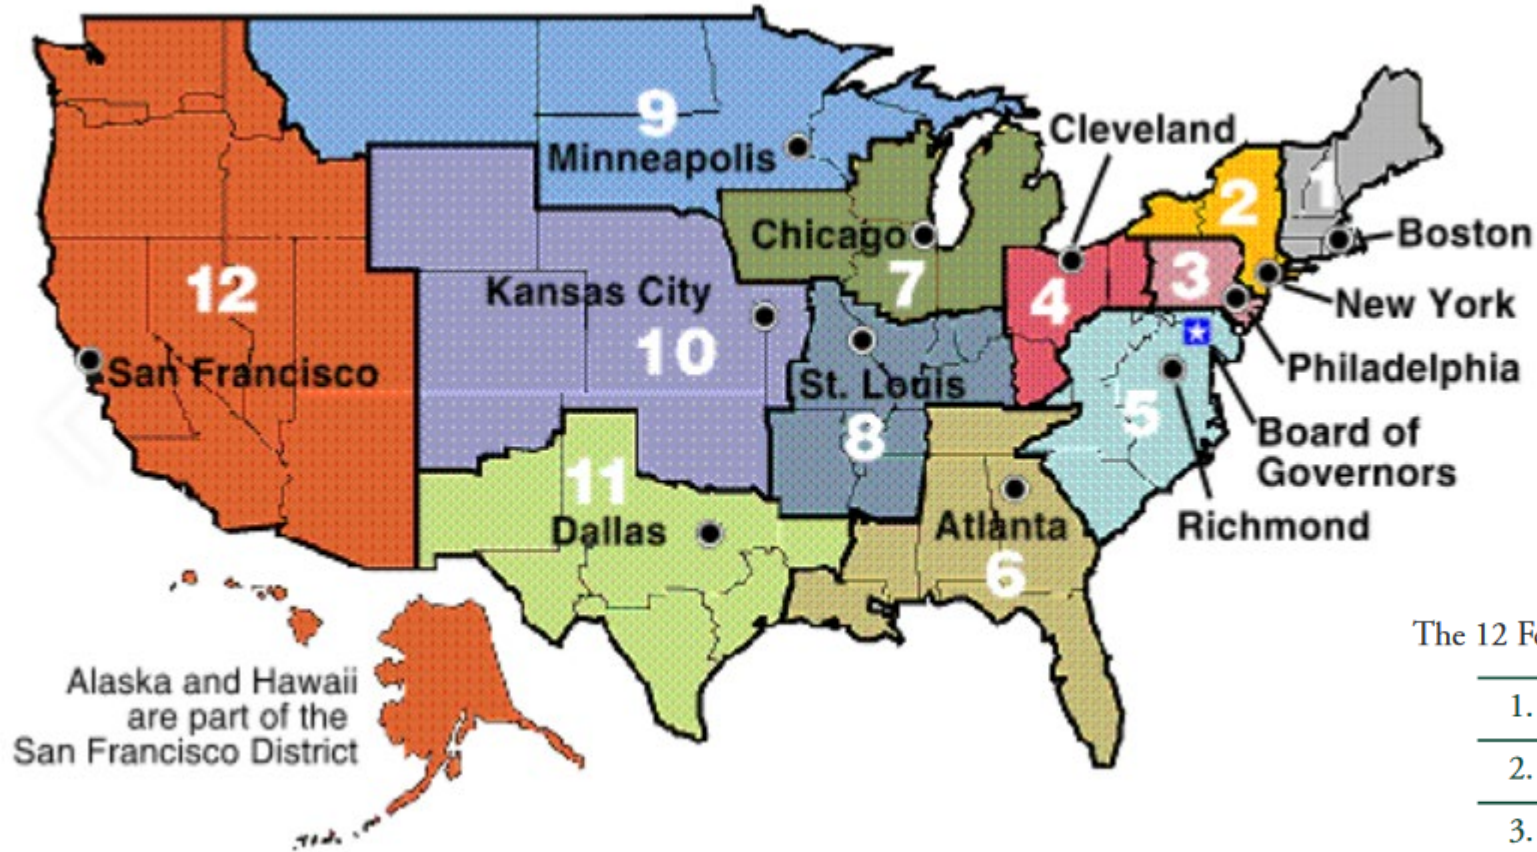 9
Minneapolis
Cleveland
2
1
Boston
Chicago
7
12
Kansas City
10
4
3
New York
San Francisco
St. Louis
Philadelphia
5
8
Board of
Governors
11
Dallas
Atlanta
6
Richmond
Alaska and Hawaii
are part of the
San Francisco District
The 12 F
1.
2.
3.